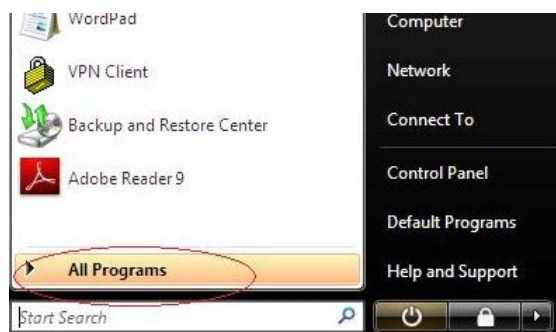 WordPad
VPN Client
Backup and Restore Center
Adobe Reader 9
All Programs
Start Search
Computer
Network
Connect To
Control Panel
Default Programs
Help and Support